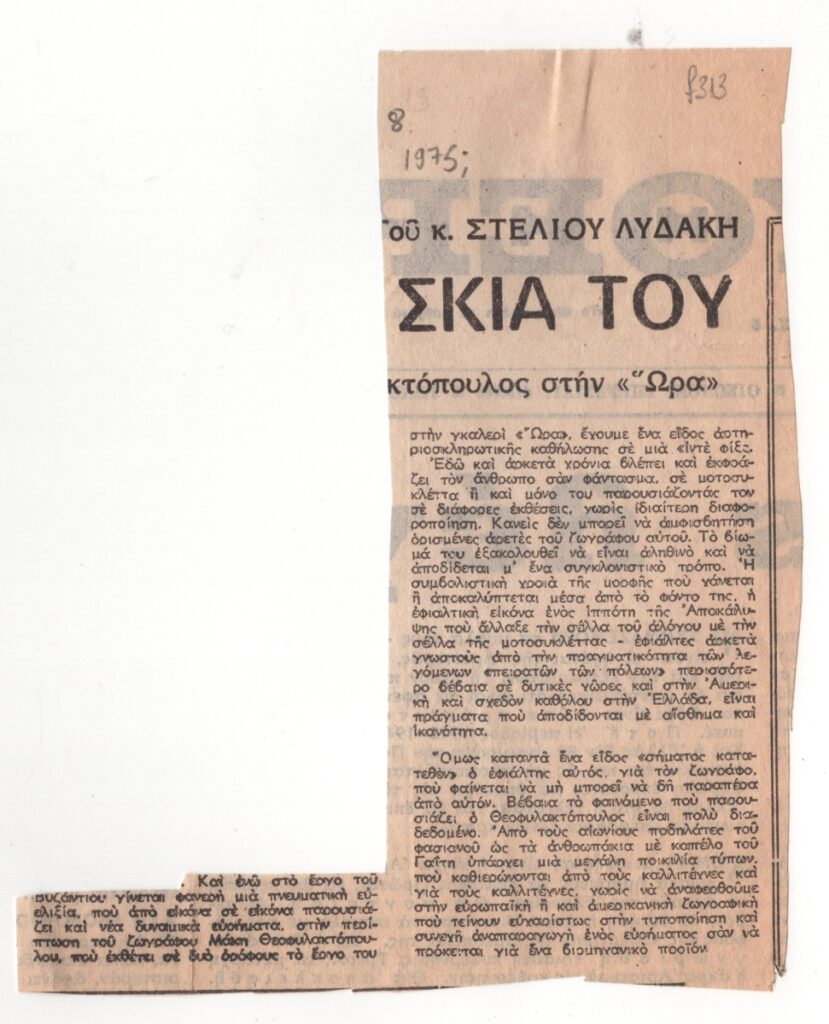 f313
8
1975;
Τοῦ κ. ΣΤΕΛΙΟΥ ΛΥΔΑΚΗ
ΣΚΙΑ ΤΟΥ
κτόπουλος στήν «Ὥρα»
. Καὶ ἐνῶ στὸ ἔργο τοῦ
Βυζάντιου γίνεται φανερὴ μιὰ πνευματικὴ εὐ-
ελιξία, ποὺ ἀπὸ εἰκόνα σὲ εἰκόνα παρουσιά-
ζει καὶ νέα δυναμικὰ εὑρήματα, στὴν περί-
πτωση τοῦ ζωγράφου Μάκη Θεοφυλακτόπου-
λου, ποὺ ἐκθέτει σὲ δυὸ ὀρόφους τὸ ἔργο του
στὴν γκαλερὶ «Ὥρα», ἔχουμε ἕνα εἶδος ἀρτη-
ριοσκληρωτικῆς καθήλωσης σὲ μιὰ «ἰντὲ φίξ».
Ἐδῶ καὶ ἀρκετὰ χρόνια βλέπει καὶ ἐκφρά-
ζει τὸν ἄνθρωπο σὰν φάντασμα, σὲ μοτοσυ-
κλέττα ἢ καὶ μόνο του παρουσιάζοντάς τον
σὲ διάφορες ἐκθέσεις, χωρὶς ἰδιαίτερη διαφο-
ροποίηση. Κανεὶς δὲν μπορεῖ νὰ ἀμφισβητήση
ὁρισμένες ἀρετὲς τοῦ ζωγράφου αὐτοῦ. Τὸ βίω-
μά του ἐξακολουθεῖ νὰ εἶναι ἀληθινὸ καὶ νὰ
ἀποδίδεται μ' ἕνα συγκλονιστικὸ τρόπο. Ἡ
συμβολιστικὴ χροιὰ τῆς μορφῆς ποὺ χάνεται
ἢ ἀποκαλύπτεται μέσα ἀπὸ τὸ φόντο της, ἡ
ἐφιαλτικὴ εἰκόνα ἑνὸς ἱππότη τῆς Ἀποκάλυ-
ψης ποὺ ἄλλαξε τὴν σέλλα τοῦ ἀλόγου μὲ τὴν
σέλλα τῆς μοτοσυκλέττας - ἐφιάλτες ἀρκετὰ
γνωστοὺς ἀπὸ τὴν πραγματικότητα τῶν λε-
γόμενων «πειρατῶν τῶν πόλεων» περισσότε-
ρο βέβαια σὲ δυτικὲς χῶρες καὶ στὴν Ἀμερι-
κὴ καὶ σχεδὸν καθόλου στὴν Ἑλλάδα, εἶναι
πράγματα ποὺ ἀποδίδονται μὲ αἴσθημα καὶ
ἱκανότητα.
Ὅμως καταντᾶ ἕνα εἶδος «σήματος κατα-
τεθὲν» ὁ ἐφιάλτης αὐτός, γιὰ τὸν ζωγράφο,
ποὺ φαίνεται νὰ μὴ μπορεῖ νὰ δῆ παραπέρα
ἀπὸ αὐτόν. Βέβαια τὸ φαινόμενο ποὺ παρου-
σιάζει ὁ Θεοφυλακτόπουλος εἶναι πολὺ δια-
δεδομένο. Ἀπὸ τοὺς αἰωνίους ποδηλάτες τοῦ
φασιανοῦ ὡς τὰ ἀνθρωπάκια μὲ καπέλο τοῦ
Γαΐτη ὑπάρχει μιὰ μεγάλη ποικιλία τύπων,
ποὺ καθιερώνονται ἀπὸ τοὺς καλλιτέχνες καὶ
γιὰ τοὺς καλλιτέχνες, χωρὶς νὰ ἀναφερθοῦμε
στὴν εὐρωπαϊκὴ ἢ καὶ ἀμερικανικὴ ζωγραφικὴ
ποὺ τείνουν εὐχαρίστως στὴν τυποποίηση καὶ
συνεχῆ ἀναπαραγωγὴ ἑνὸς εὑρήματος σὰν νὰ
πρόκειται γιὰ ἕνα βιομηχανικὸ προϊὸν